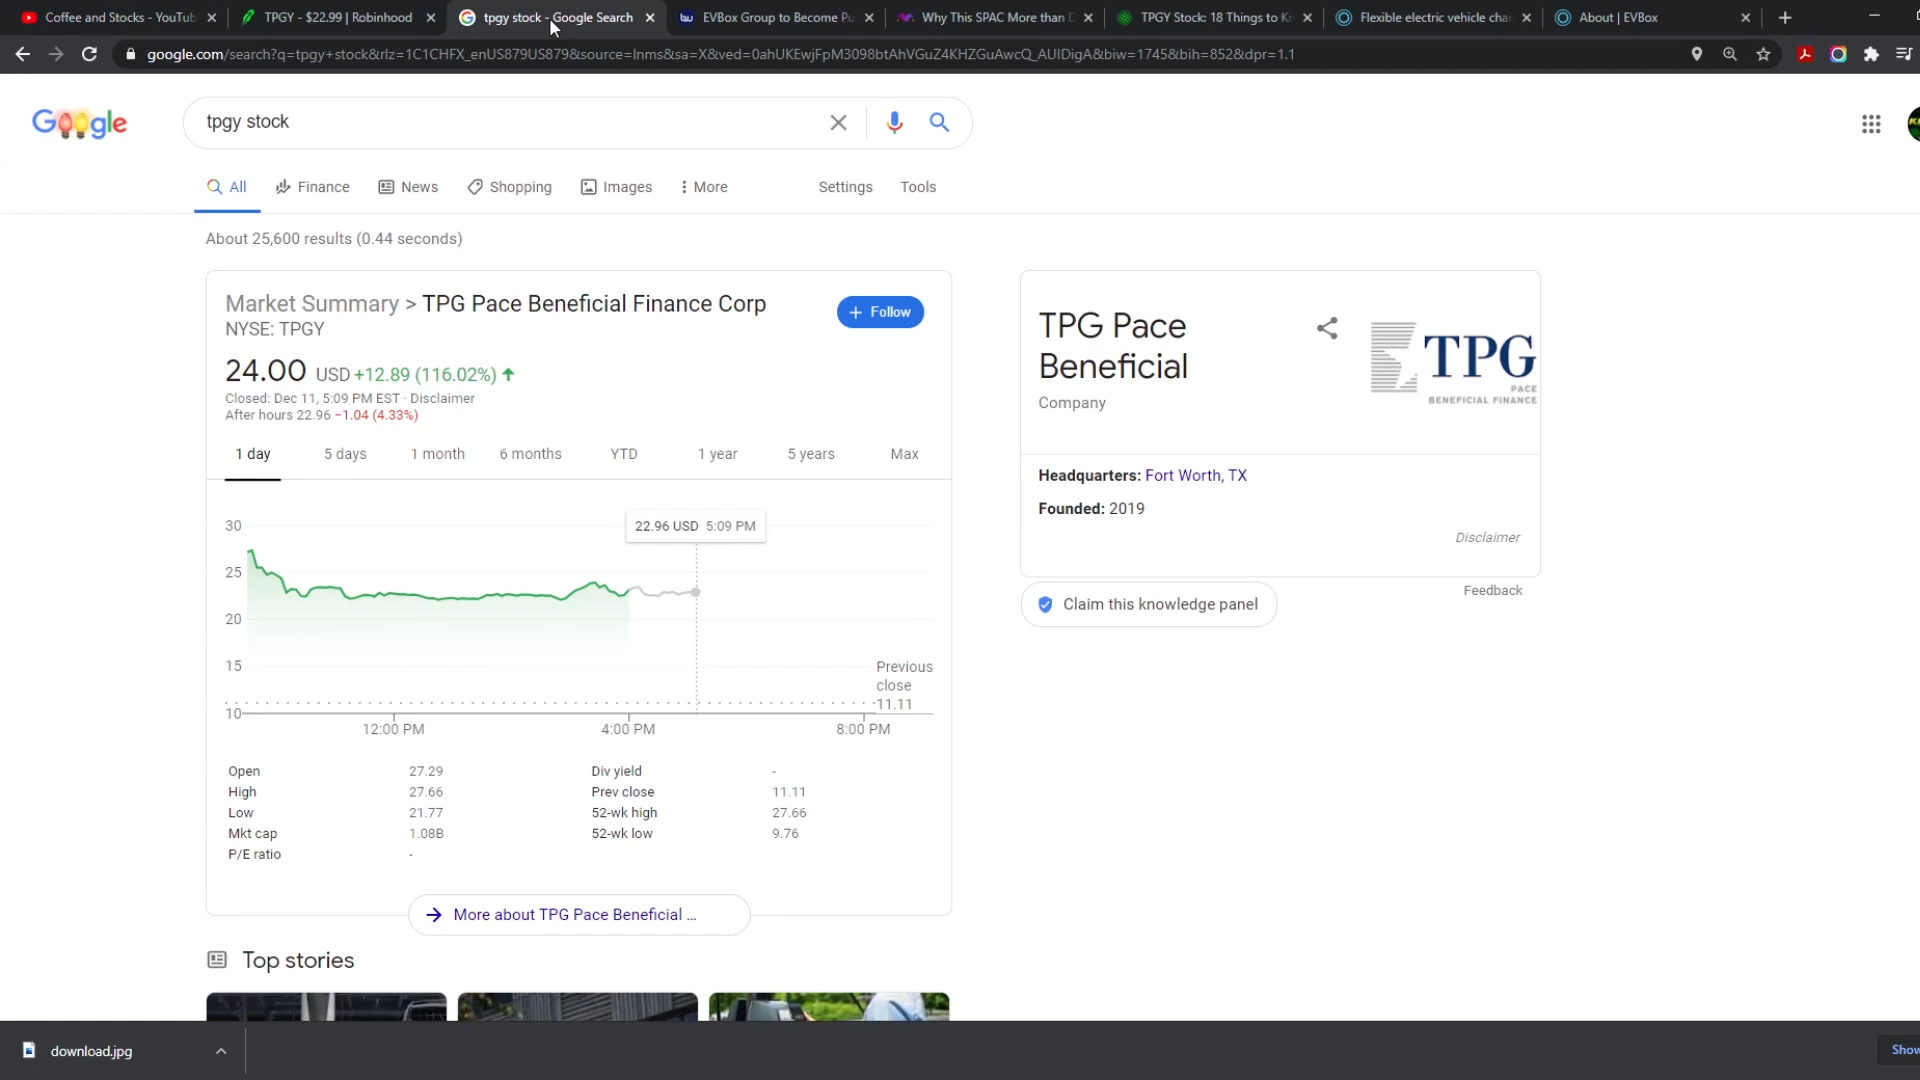 Coffee and Stocks - YouTub
TPGY - $22.99 | Robinhood
tpgy stock - Google Search
EVBox Group to Become Pu
Why This SPAC More than D
TPGY Stock: 18 Things to Kn
Flexible electric vehicle char
About | EVBox
google.com/search?q=tpgy+stock&rlz=1C1CHFX_enUS879US879&source=lnms&sa=X&ved=0ahUKEwjFpM3098btAhVGuZ4KHZGuAwcQ_AUIDigA&biw=1745&bih=852&dpr=1.1
Google
tpgy stock
All
Finance
News
Shopping
Images
More
Settings
Tools
About 25,600 results (0.44 seconds)
Market Summary > TPG Pace Beneficial Finance Corp
NYSE: TPGY
Follow
24.00 USD +12.89 (116.02%)
Closed: Dec 11, 5:09 PM EST · Disclaimer
After hours 22.96 −1.04 (4.33%)
1 day
5 days
1 month
6 months
YTD
1 year
5 years
Max
30
25
20
15
10
22.96 USD 5:09 PM
Previous
close
11.11
12:00 PM
4:00 PM
8:00 PM
Open 27.29
High 27.66
Low 21.77
Mkt cap 1.08B
P/E ratio -
Div yield -
Prev close 11.11
52-wk high 27.66
52-wk low 9.76
More about TPG Pace Beneficial ...
Top stories
TPG Pace
Beneficial
Company
TPG
PACE
BENEFICIAL FINANCE
Headquarters: Fort Worth, TX
Founded: 2019
Disclaimer
Feedback
Claim this knowledge panel
download.jpg
Show